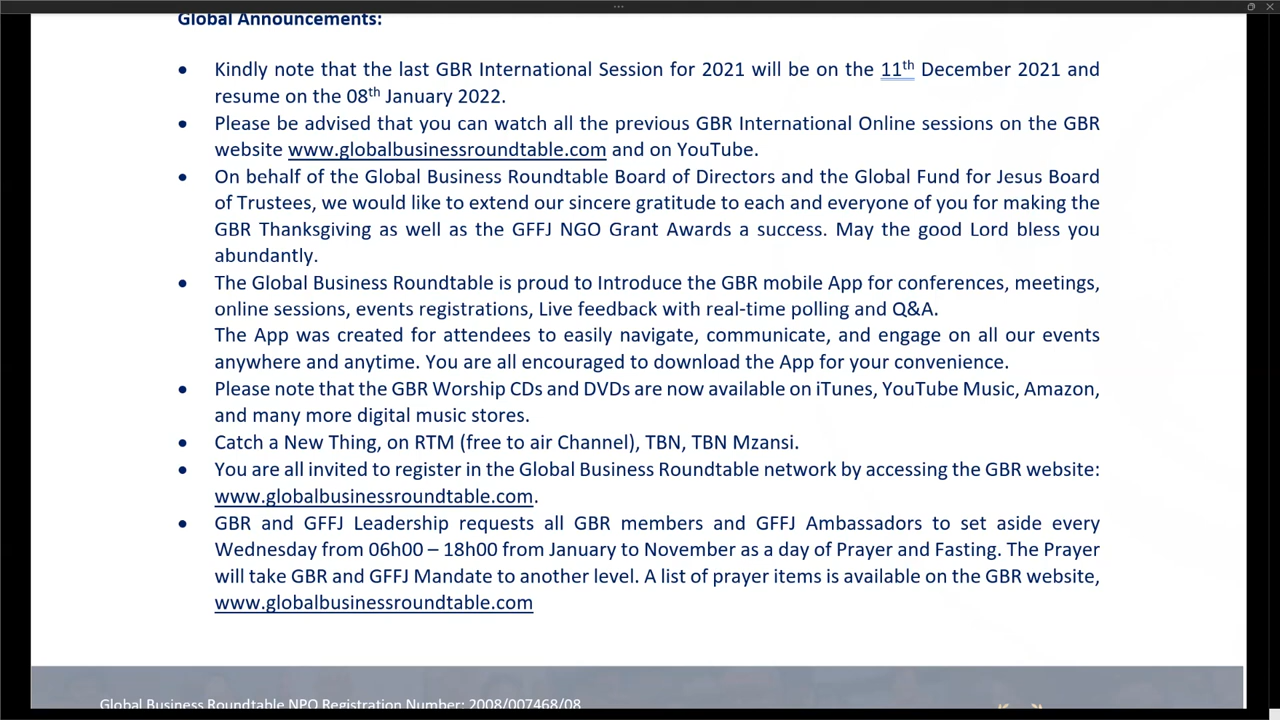 Global Announcements:
• Kindly note that the last GBR International Session for 2021 will be on the 11th December 2021 and
resume on the 08th January 2022.
• Please be advised that you can watch all the previous GBR International Online sessions on the GBR
website www.globalbusinessroundtable.com and on YouTube.
• On behalf of the Global Business Roundtable Board of Directors and the Global Fund for Jesus Board
of Trustees, we would like to extend our sincere gratitude to each and everyone of you for making the
GBR Thanksgiving as well as the GFFJ NGO Grant Awards a success. May the good Lord bless you
abundantly.
• The Global Business Roundtable is proud to Introduce the GBR mobile App for conferences, meetings,
online sessions, events registrations, Live feedback with real-time polling and Q&A.
The App was created for attendees to easily navigate, communicate, and engage on all our events
anywhere and anytime. You are all encouraged to download the App for your convenience.
• Please note that the GBR Worship CDs and DVDs are now available on iTunes, YouTube Music, Amazon,
and many more digital music stores.
• Catch a New Thing, on RTM (free to air Channel), TBN, TBN Mzansi.
• You are all invited to register in the Global Business Roundtable network by accessing the GBR website:
www.globalbusinessroundtable.com.
• GBR and GFFJ Leadership requests all GBR members and GFFJ Ambassadors to set aside every
Wednesday from 06h00 – 18h00 from January to November as a day of Prayer and Fasting. The Prayer
will take GBR and GFFJ Mandate to another level. A list of prayer items is available on the GBR website,
www.globalbusinessroundtable.com
Global Business Roundtable NPO Registration Number: 2008/007468/08